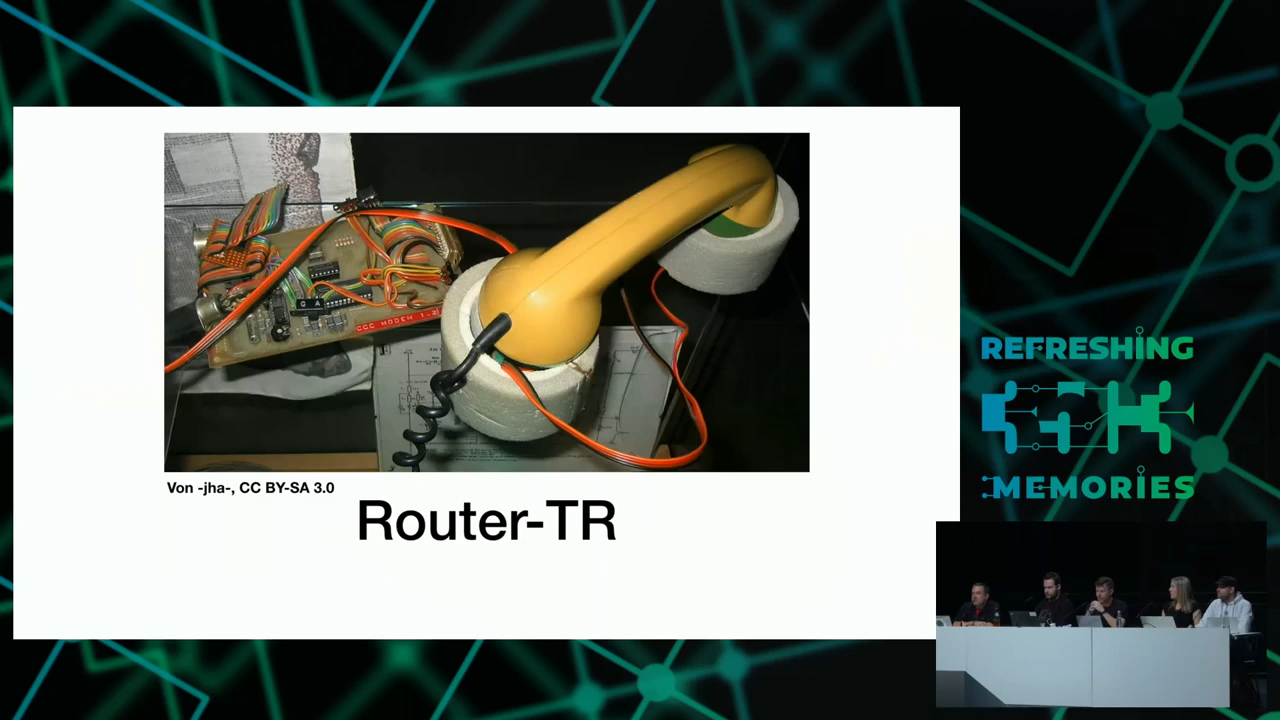 CCC MODEM 1.2
Von -jha-, CC BY-SA 3.0
Router-TR
REFRESHING
MEMORIES